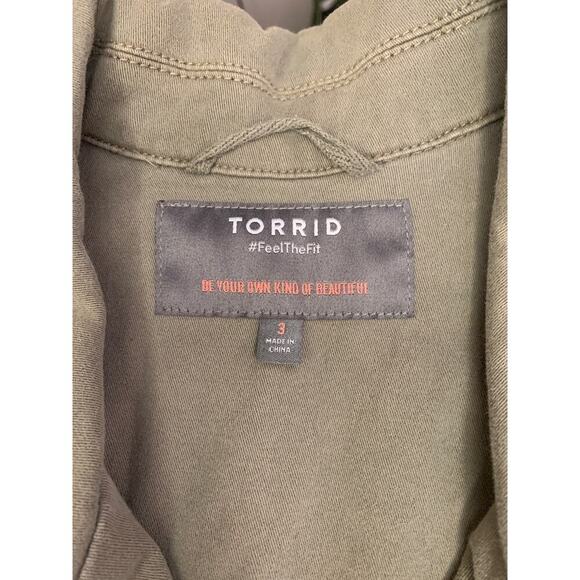 TORRID
#FeelTheFit
BE YOUR OWN KIND OF BEAUTIFUL
3
MADE IN
CHINA